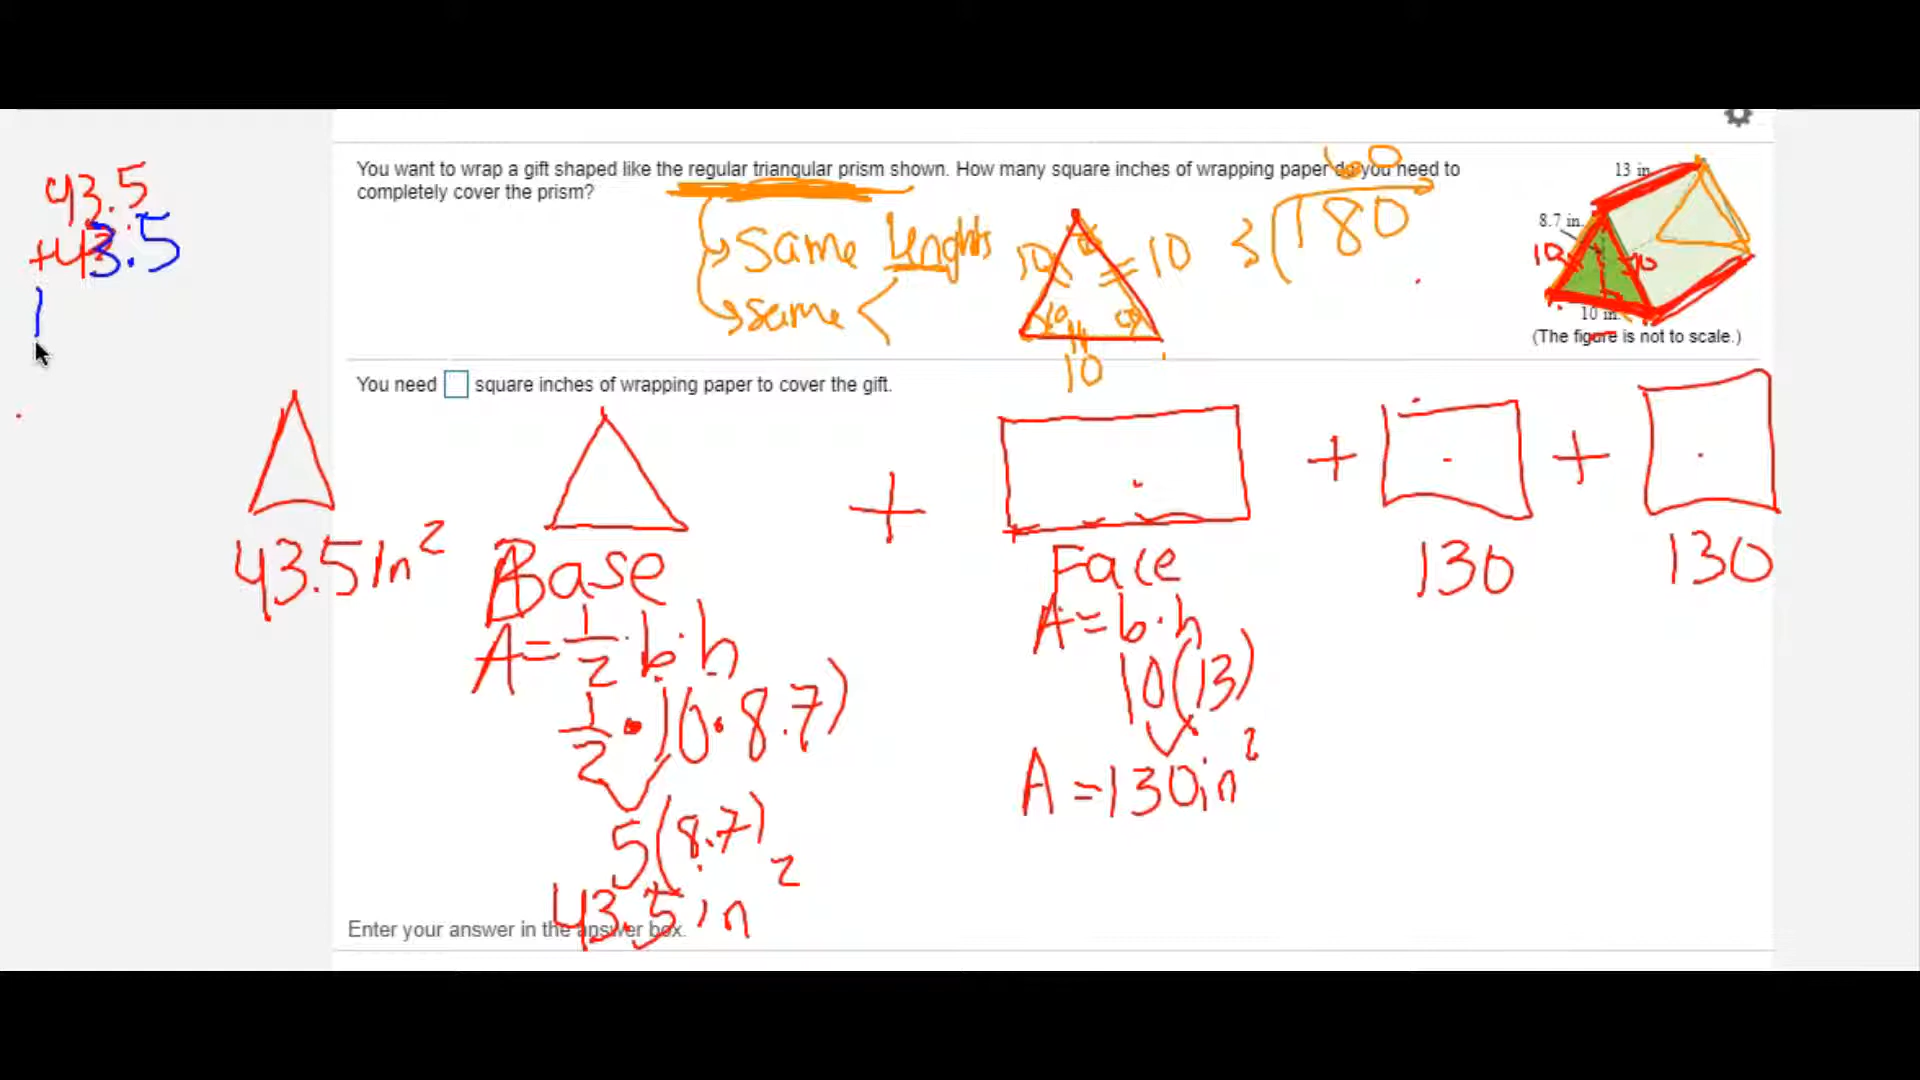 You want to wrap a gift shaped like the regular triangular prism shown. How many square inches of wrapping paper do you need to
completely cover the prism?
13 in.
8.7 in.
10
10
10 in.
(The figure is not to scale.)
43.5
+43.5
1
same lenghts
same <
10
10
10
60
3 180
You need square inches of wrapping paper to cover the gift.
+ + +
43.5 in²
Base
A = 1/2 · b · h
1/2 · 10 · 8.7)
5(8.7)
43.5 in²
Face
A = b · h
10(13)
A = 130 in²
130
130
Enter your answer in the answer box.